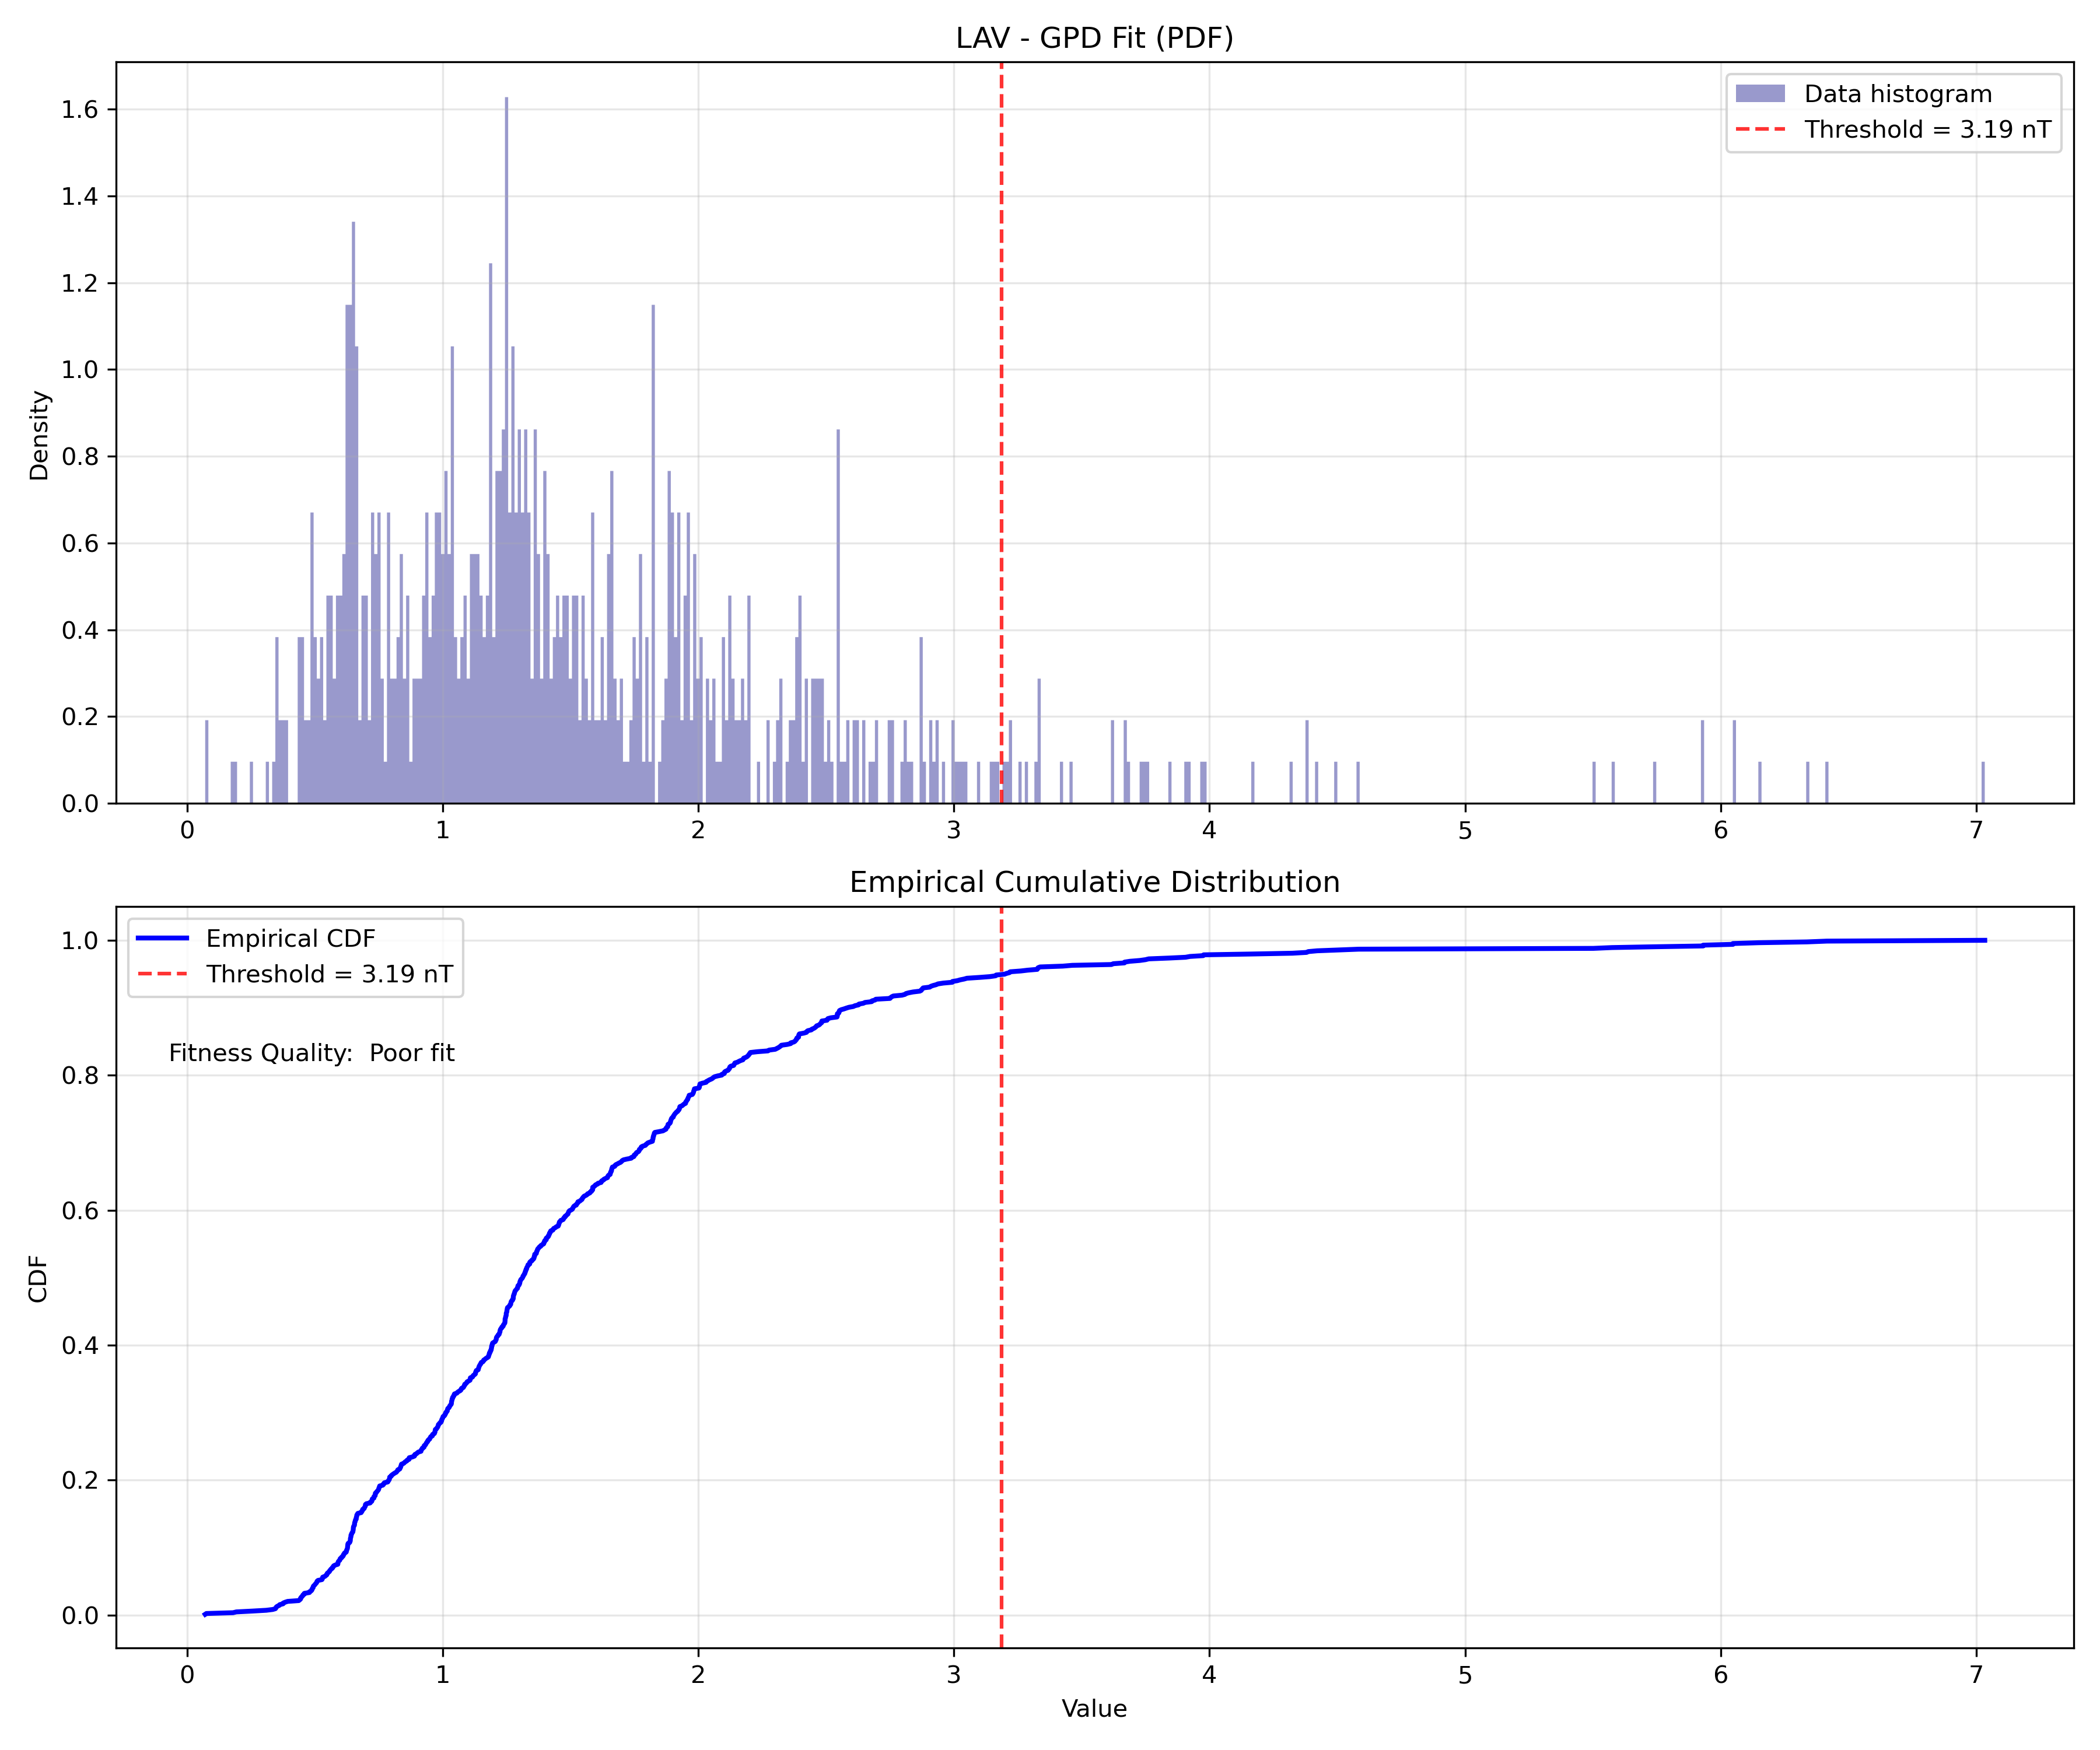 LAV - GPD Fit (PDF)
Data histogram
Threshold = 3.19 nT
Density
1.6
1.4
1.2
1.0
0.8
0.6
0.4
0.2
0.0
0 1 2 3 4 5 6 7
Empirical Cumulative Distribution
Empirical CDF
Threshold = 3.19 nT
Fitness Quality:  Poor fit
CDF
1.0
0.8
0.6
0.4
0.2
0.0
0 1 2 3 4 5 6 7
Value